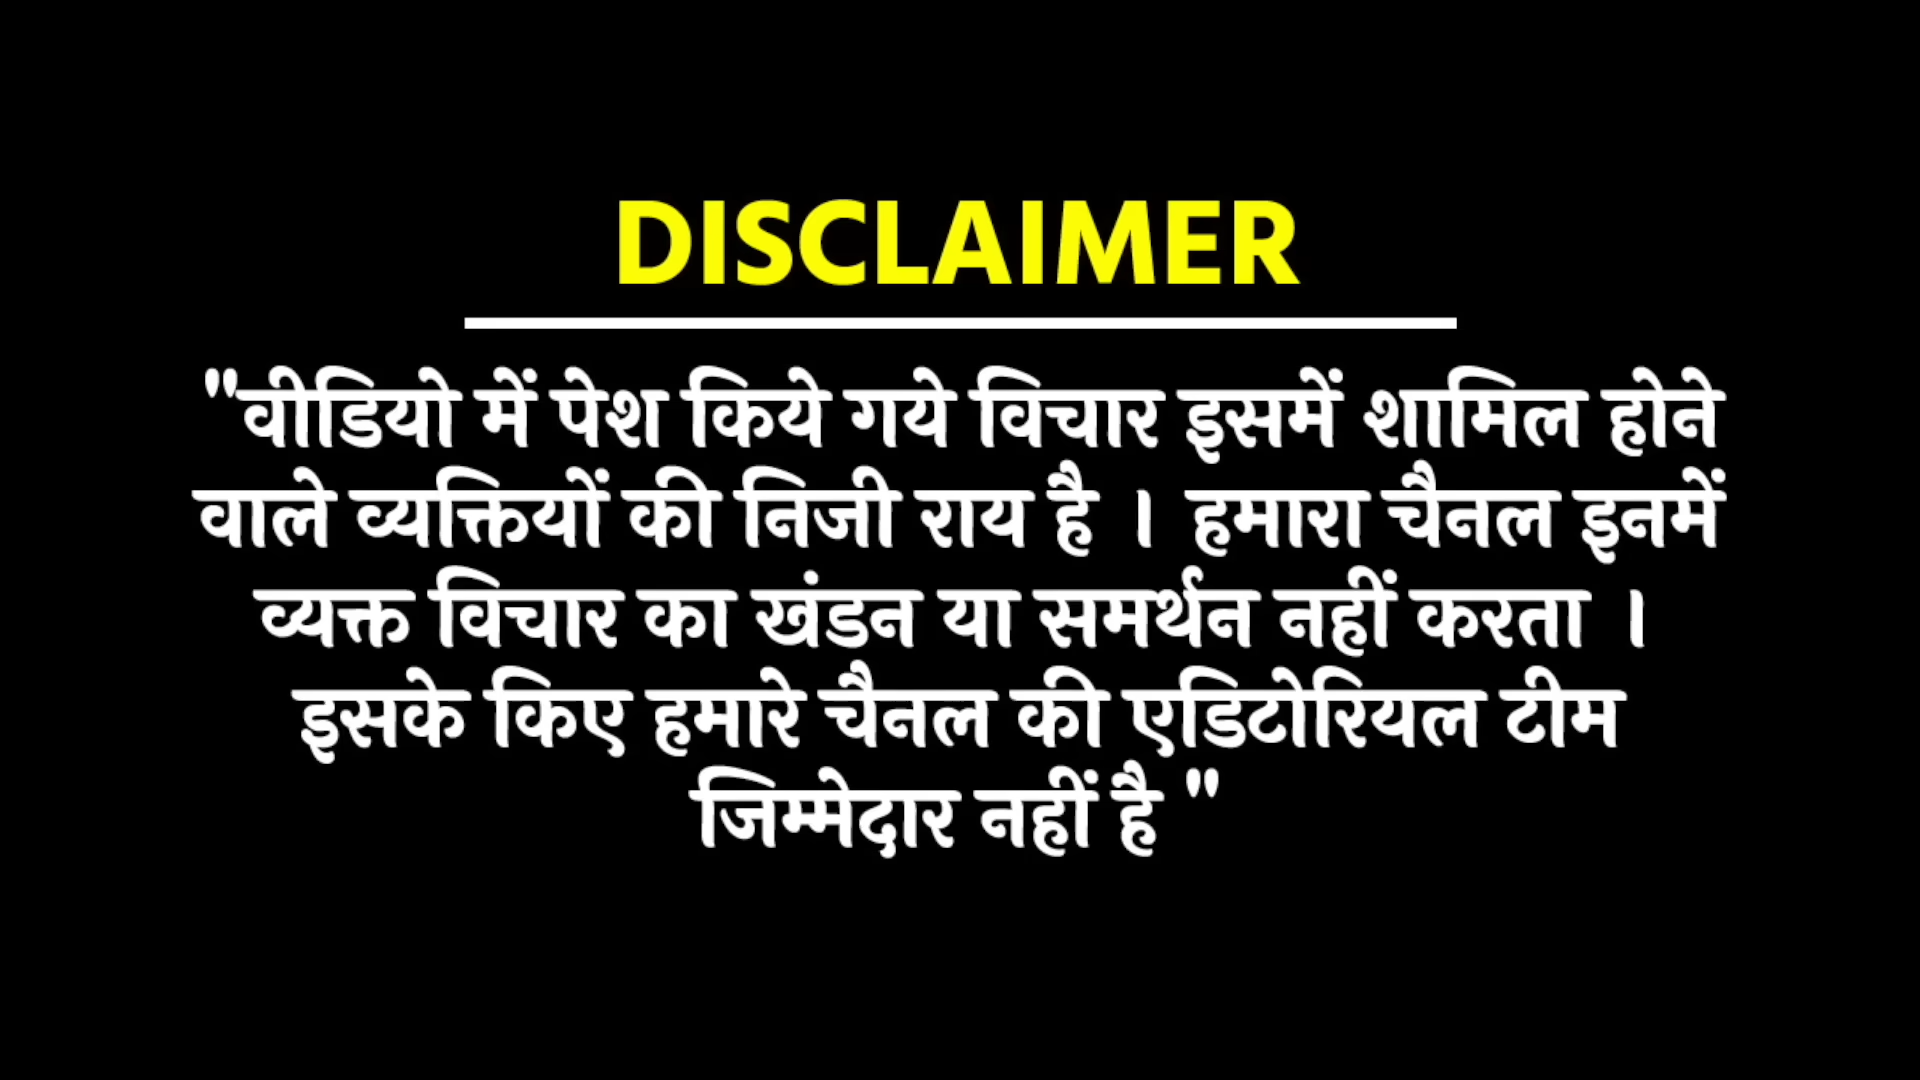 DISCLAIMER
"वीडियो में पेश किये गये विचार इसमें शामिल होने
वाले व्यक्तियों की निजी राय है । हमारा चैनल इनमें
व्यक्त विचार का खंडन या समर्थन नहीं करता ।
इसके किए हमारे चैनल की एडिटोरियल टीम
जिम्मेदार नहीं है "